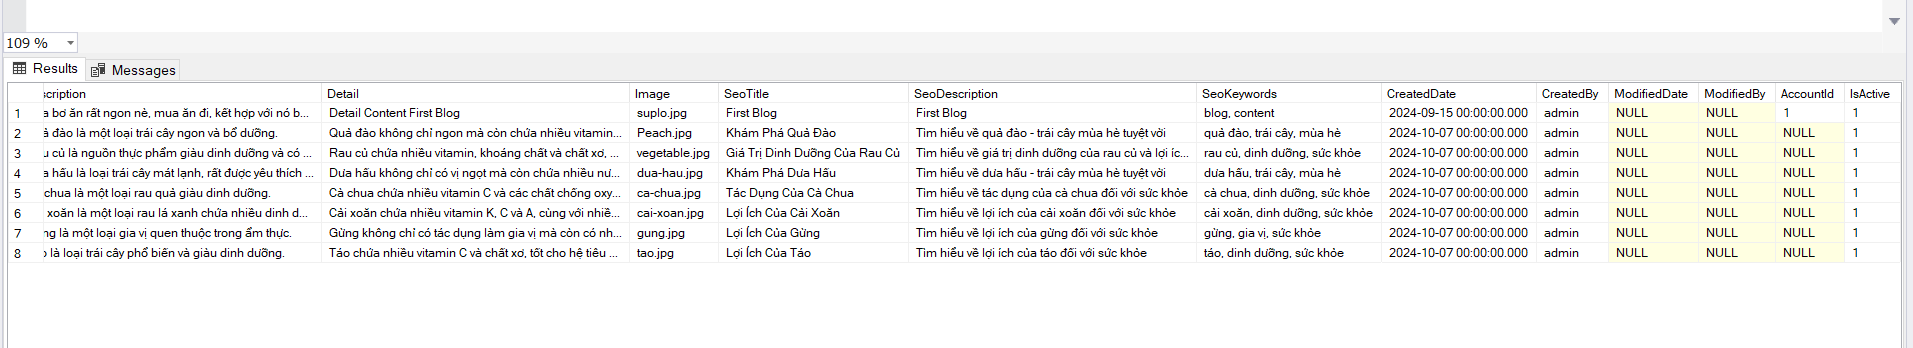 109 %
Results Messages
scription Detail Image SeoTitle SeoDescription SeoKeywords CreatedDate CreatedBy ModifiedDate ModifiedBy AccountId IsActive
1 a bơ ăn rất ngon nè, mua ăn đi, kết hợp với nó b... Detail Content First Blog suplo.jpg First Blog First Blog blog, content 2024-09-15 00:00:00.000 admin NULL NULL 1 1
2 ả đào là một loại trái cây ngon và bổ dưỡng. Quả đào không chỉ ngon mà còn chứa nhiều vitamin... Peach.jpg Khám Phá Quả Đào Tìm hiểu về quả đào - trái cây mùa hè tuyệt vời quả đào, trái cây, mùa hè 2024-10-07 00:00:00.000 admin NULL NULL NULL 1
3 u củ là nguồn thực phẩm giàu dinh dưỡng và có ... Rau củ chứa nhiều vitamin, khoáng chất và chất xơ, ... vegetable.jpg Giá Trị Dinh Dưỡng Của Rau Củ Tìm hiểu về giá trị dinh dưỡng của rau củ và lợi íc... rau củ, dinh dưỡng, sức khỏe 2024-10-07 00:00:00.000 admin NULL NULL NULL 1
4 a hấu là loại trái cây mát lạnh, rất được yêu thích ... Dưa hấu không chỉ có vị ngọt mà còn chứa nhiều nư... dua-hau.jpg Khám Phá Dưa Hấu Tìm hiểu về dưa hấu - trái cây mùa hè tuyệt vời dưa hấu, trái cây, mùa hè 2024-10-07 00:00:00.000 admin NULL NULL NULL 1
5 chua là một loại rau quả giàu dinh dưỡng. Cà chua chứa nhiều vitamin C và các chất chống oxy... ca-chua.jpg Tác Dụng Của Cà Chua Tìm hiểu về tác dụng của cà chua đối với sức khỏe cà chua, dinh dưỡng, sức khỏe 2024-10-07 00:00:00.000 admin NULL NULL NULL 1
6 i xoăn là một loại rau lá xanh chứa nhiều dinh d... Cải xoăn chứa nhiều vitamin K, C và A, cùng với nhiề... cai-xoan.jpg Lợi Ích Của Cải Xoăn Tìm hiểu về lợi ích của cải xoăn đối với sức khỏe cải xoăn, dinh dưỡng, sức khỏe 2024-10-07 00:00:00.000 admin NULL NULL NULL 1
7 ng là một loại gia vị quen thuộc trong ẩm thực. Gừng không chỉ có tác dụng làm gia vị mà còn có nh... gung.jpg Lợi Ích Của Gừng Tìm hiểu về lợi ích của gừng đối với sức khỏe gừng, gia vị, sức khỏe 2024-10-07 00:00:00.000 admin NULL NULL NULL 1
8 o là loại trái cây phổ biến và giàu dinh dưỡng. Táo chứa nhiều vitamin C và chất xơ, tốt cho hệ tiêu ... tao.jpg Lợi Ích Của Táo Tìm hiểu về lợi ích của táo đối với sức khỏe táo, dinh dưỡng, sức khỏe 2024-10-07 00:00:00.000 admin NULL NULL NULL 1